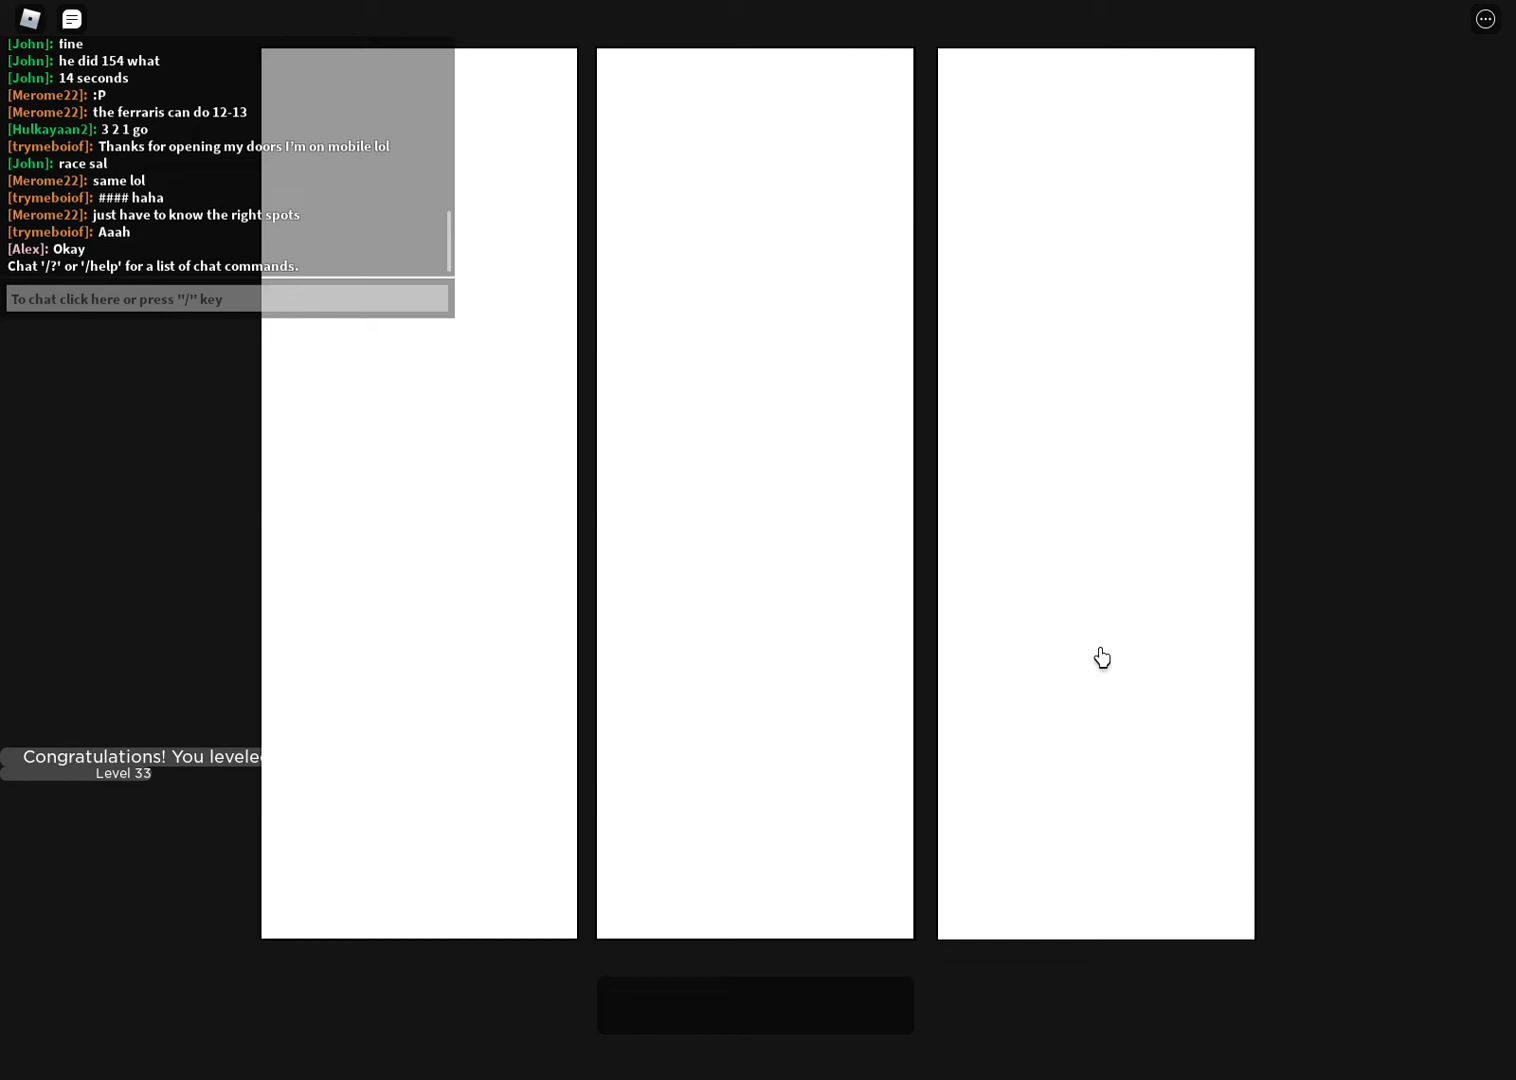 [John]: fine
[John]: he did 154 what
[John]: 14 seconds
[Merome22]: :P
[Merome22]: the ferraris can do 12-13
[Hulkayaan2]: 3 2 1 go
[trymeboiof]: Thanks for opening my doors I'm on mobile lol
[John]: race sal
[Merome22]: same lol
[trymeboiof]: #### haha
[Merome22]: just have to know the right spots
[trymeboiof]: Aaah
[Alex]: Okay
Chat '/?' or '/help' for a list of chat commands.
To chat click here or press "/" key
Congratulations! You levele
Level 33